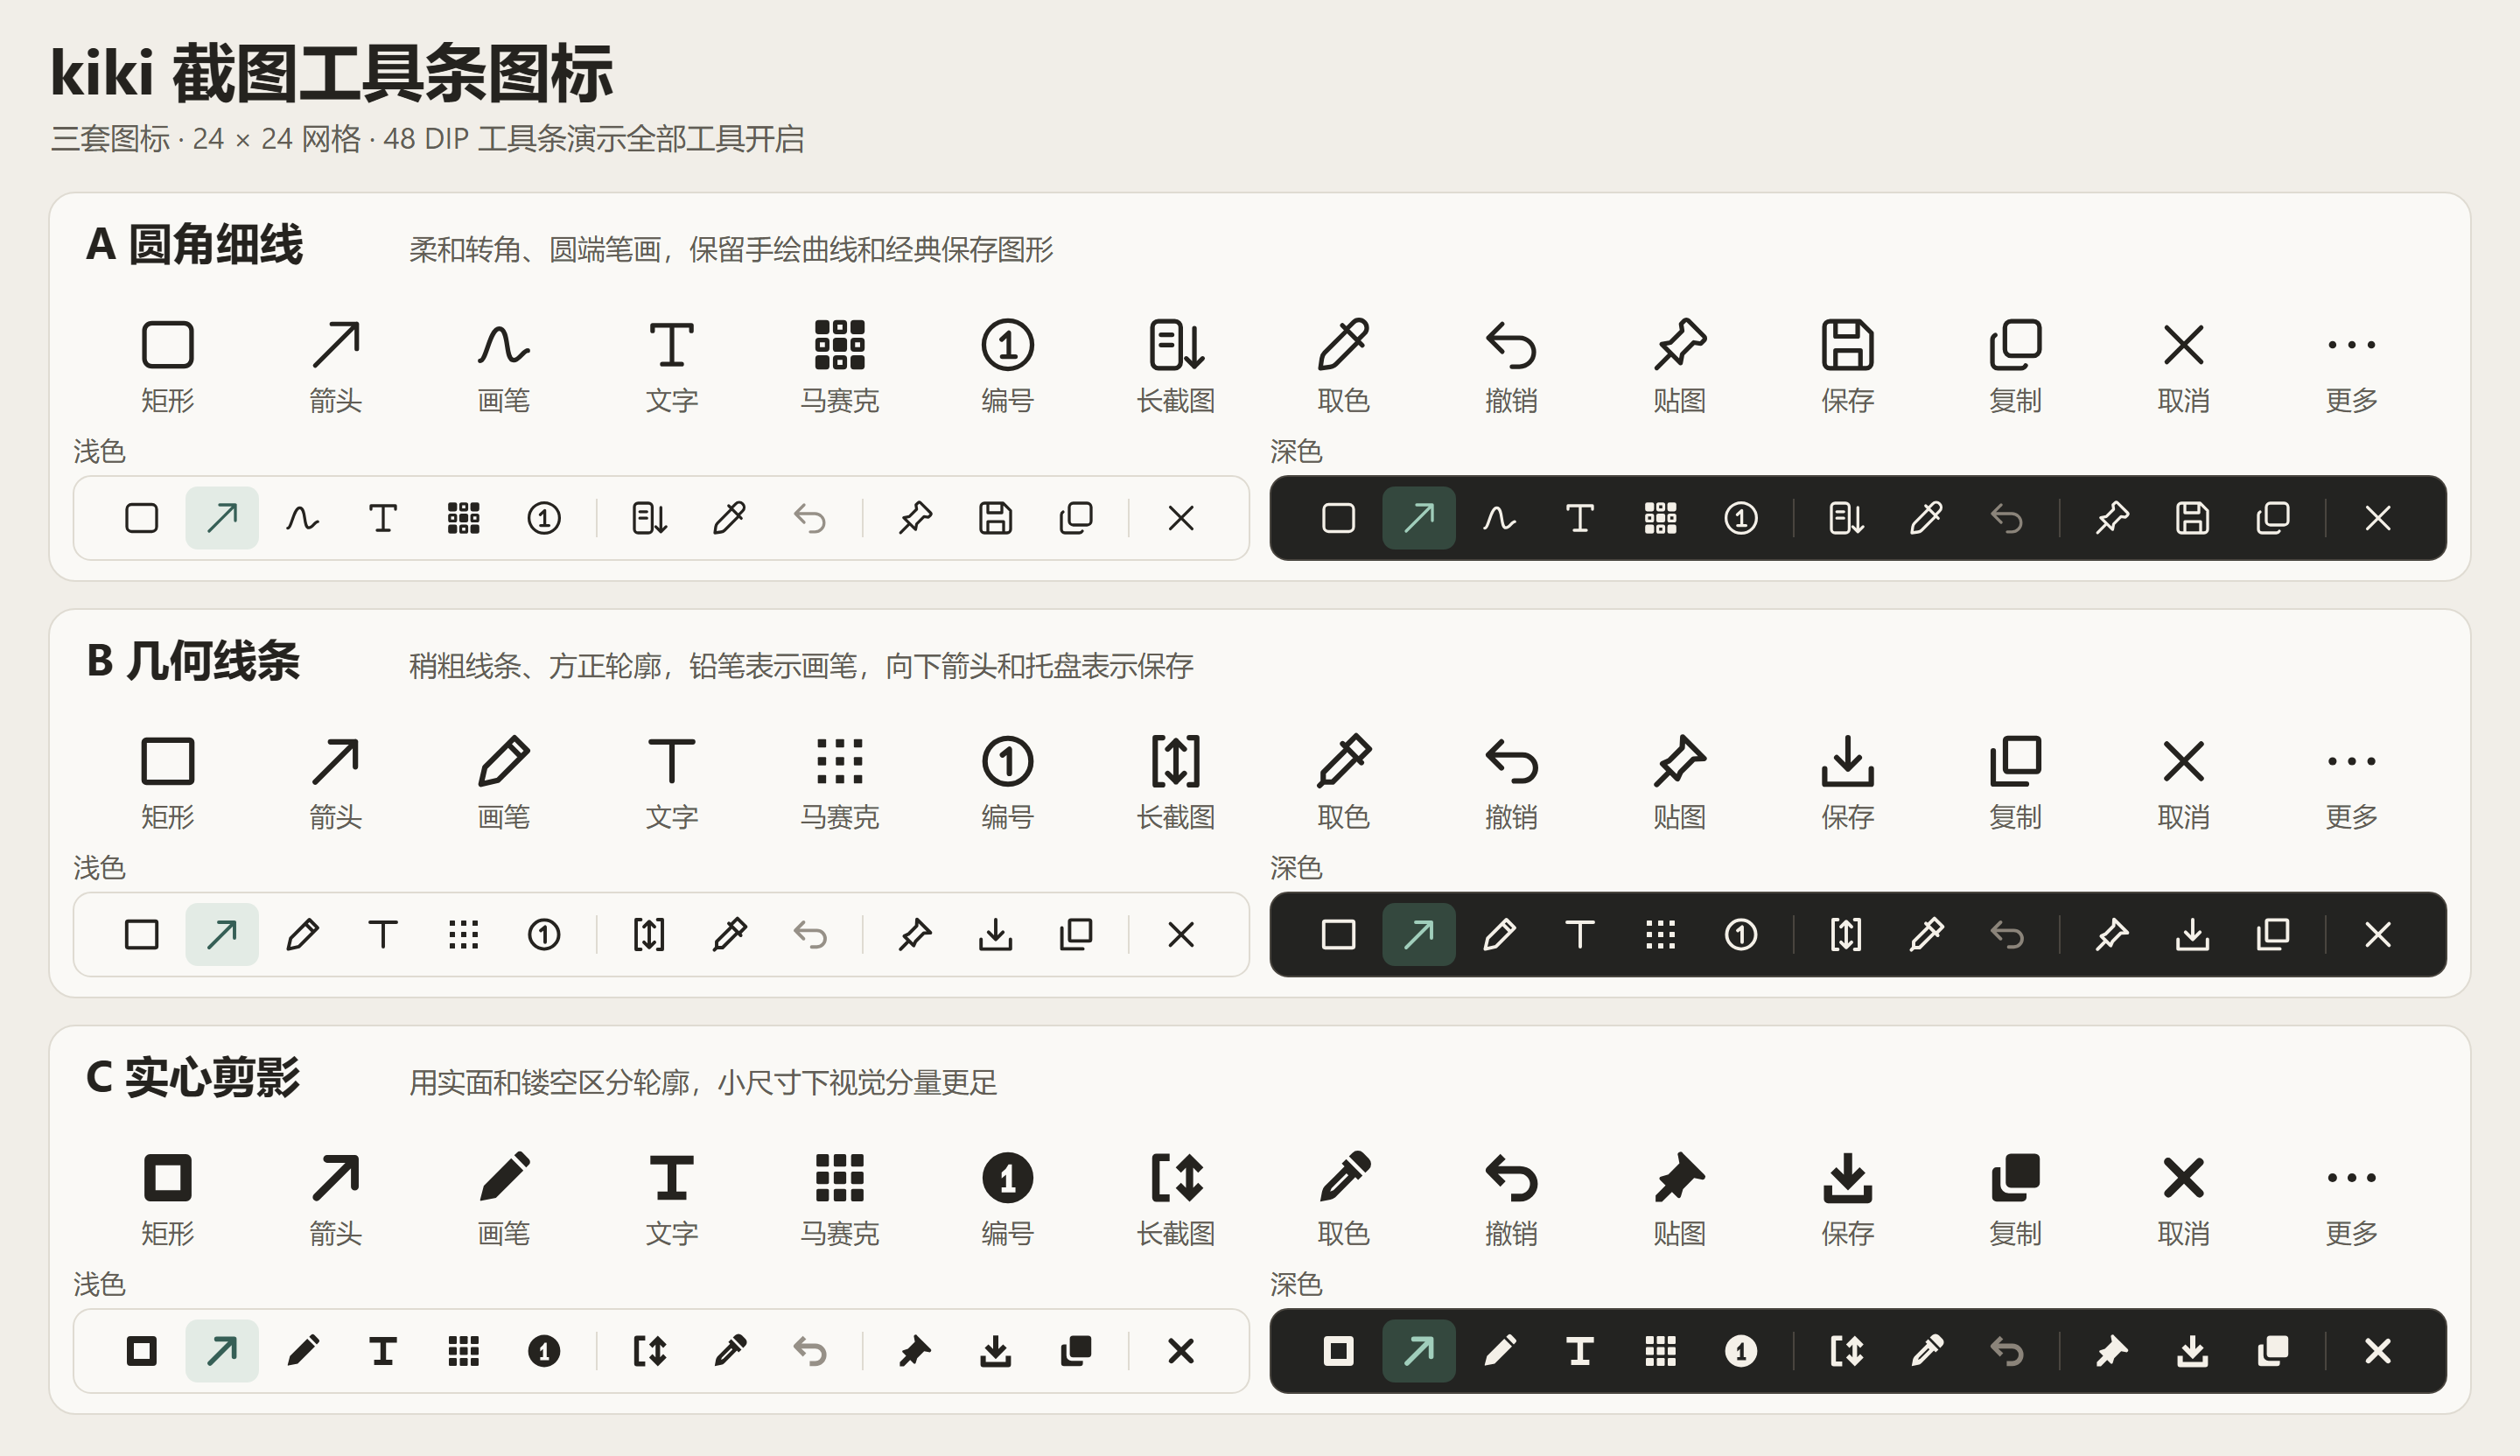 kiki 截图工具条图标
三套图标 · 24 × 24 网格 · 48 DIP 工具条演示全部工具开启
A 圆角细线 柔和转角、圆端笔画，保留手绘曲线和经典保存图形
1
矩形 箭头 画笔 文字 马赛克 编号 长截图 取色 撤销 贴图 保存 复制 取消 更多
浅色 深色
T 1 T 1
B 几何线条 稍粗线条、方正轮廓，铅笔表示画笔，向下箭头和托盘表示保存
1
矩形 箭头 画笔 文字 马赛克 编号 长截图 取色 撤销 贴图 保存 复制 取消 更多
浅色 深色
T 1 T 1
C 实心剪影 用实面和镂空区分轮廓，小尺寸下视觉分量更足
1
矩形 箭头 画笔 文字 马赛克 编号 长截图 取色 撤销 贴图 保存 复制 取消 更多
浅色 深色
T 1 T 1